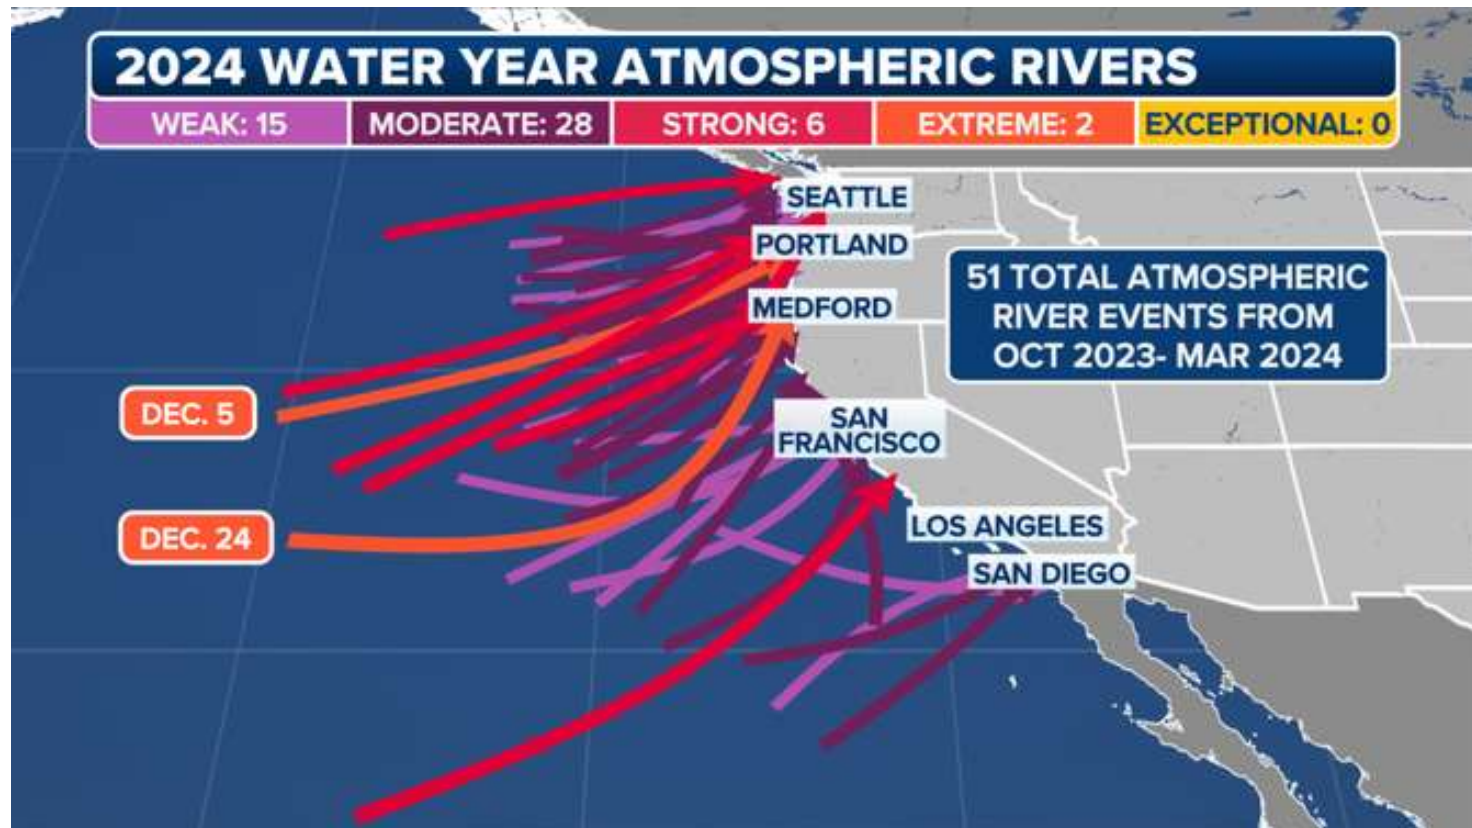 2024 WATER YEAR ATMOSPHERIC RIVERS
WEAK: 15
MODERATE: 28
STRONG: 6
EXTREME: 2
EXCEPTIONAL: 0
SEATTLE
PORTLAND
51 TOTAL ATMOSPHERIC
RIVER EVENTS FROM
OCT 2023- MAR 2024
MEDFORD
DEC. 5
SAN
FRANCISCO
DEC. 24
LOS ANGELES
SAN DIEGO